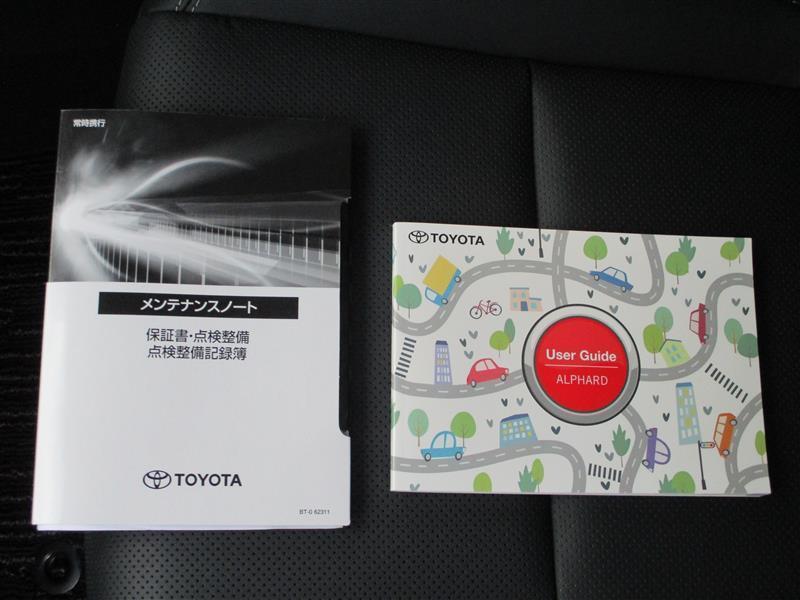 常時携行
メンテナンスノート
保証書・点検整備
点検整備記録簿
TOYOTA
BT-0 62311
TOYOTA
User Guide
ALPHARD